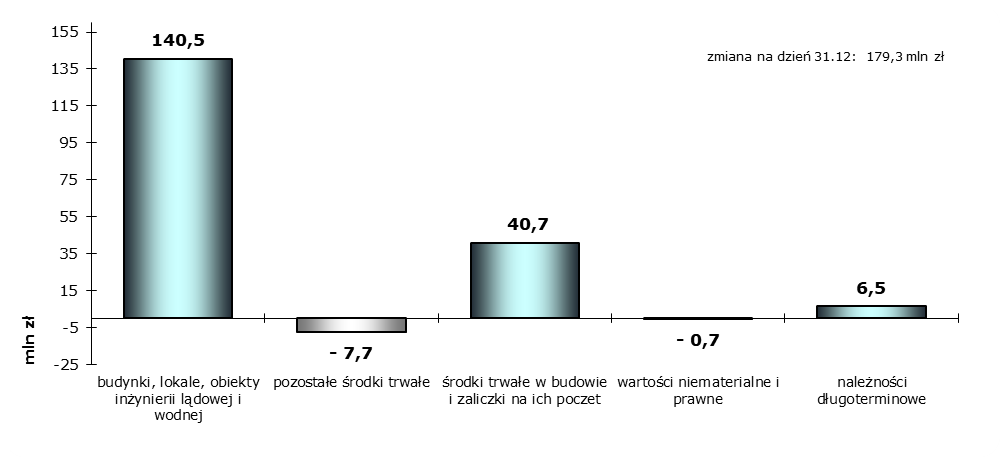 155
140,5
zmiana na dzień 31.12: 179,3 mln zł
135
115
95
75
55
40,7
35
15
6,5
-5
- 0,7
- 7,7
-25
mln zł
budynki, lokale, obiekty
inżynierii lądowej i
wodnej
pozostałe środki trwałe
środki trwałe w budowie
i zaliczki na ich poczet
wartości niematerialne i
prawne
należności
długoterminowe